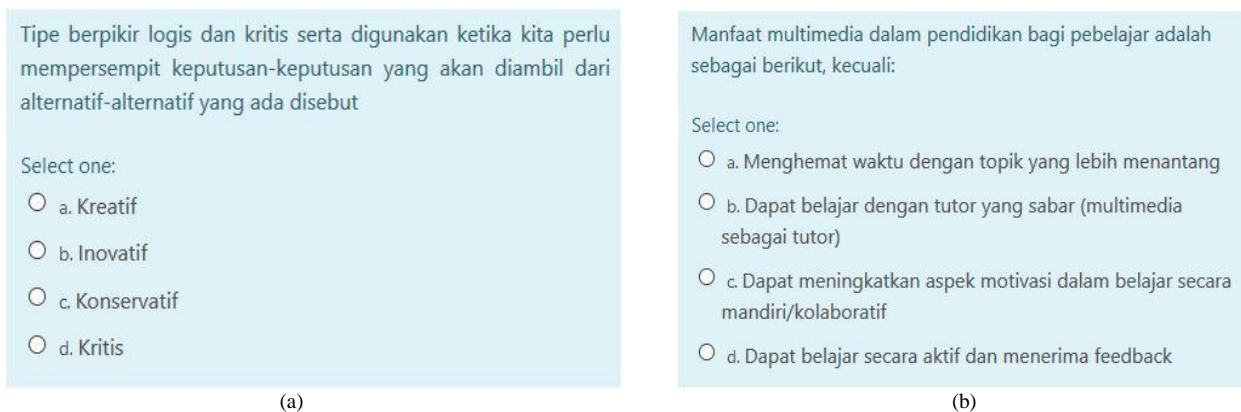 Tipe berpikir logis dan kritis serta digunakan ketika kita perlu
mempersempit keputusan-keputusan yang akan diambil dari
alternatif-alternatif yang ada disebut
Select one:
a. Kreatif
b. Inovatif
c. Konservatif
d. Kritis
(a)
Manfaat multimedia dalam pendidikan bagi pebelajar adalah
sebagai berikut, kecuali:
Select one:
a. Menghemat waktu dengan topik yang lebih menantang
b. Dapat belajar dengan tutor yang sabar (multimedia
sebagai tutor)
c. Dapat meningkatkan aspek motivasi dalam belajar secara
mandiri/kolaboratif
d. Dapat belajar secara aktif dan menerima feedback
(b)